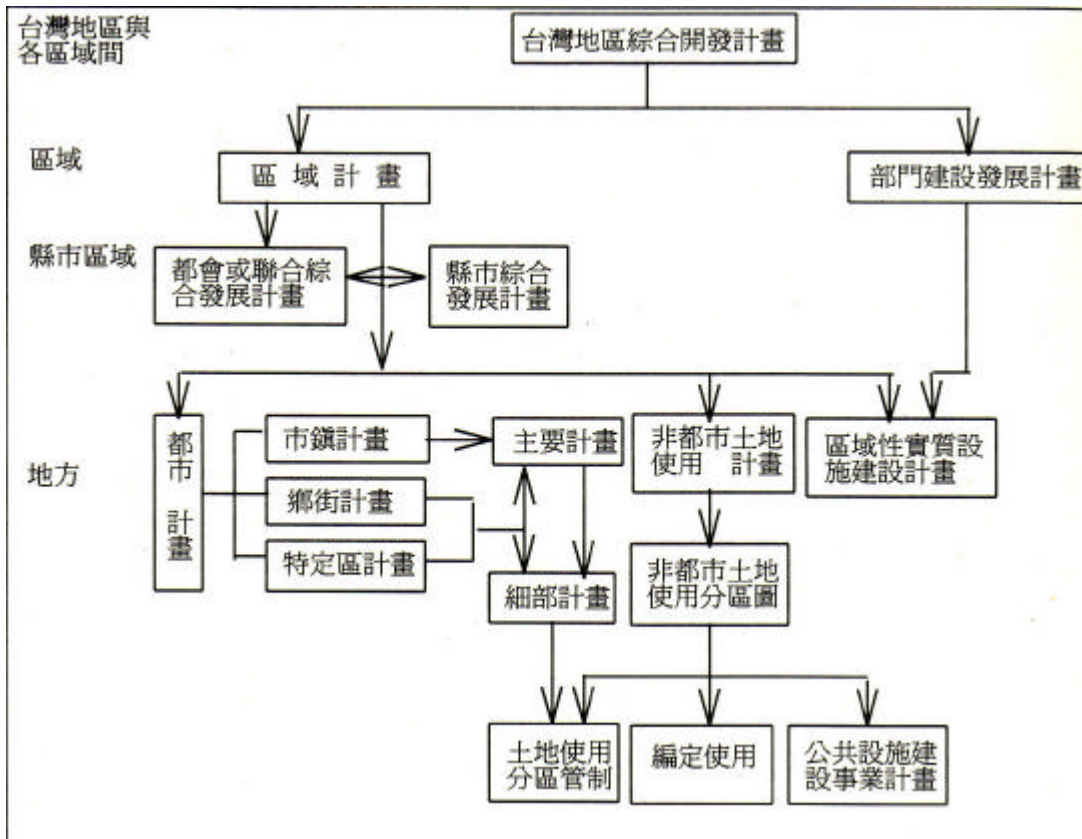 台灣地區與
各區域間
台灣地區綜合開發計畫
區域
區域計畫
部門建設發展計畫
縣市區域
都會或聯合綜
合發展計畫
縣市綜合
發展計畫
地方
都市 計畫
市鎮計畫
鄉街計畫
特定區計畫
主要計畫
細部計畫
非都市土地
使用 計畫
區域性實質設
施建設計畫
非都市土地
使用分區圖
土地使用
分區管制
編定使用
公共設施建
設事業計畫